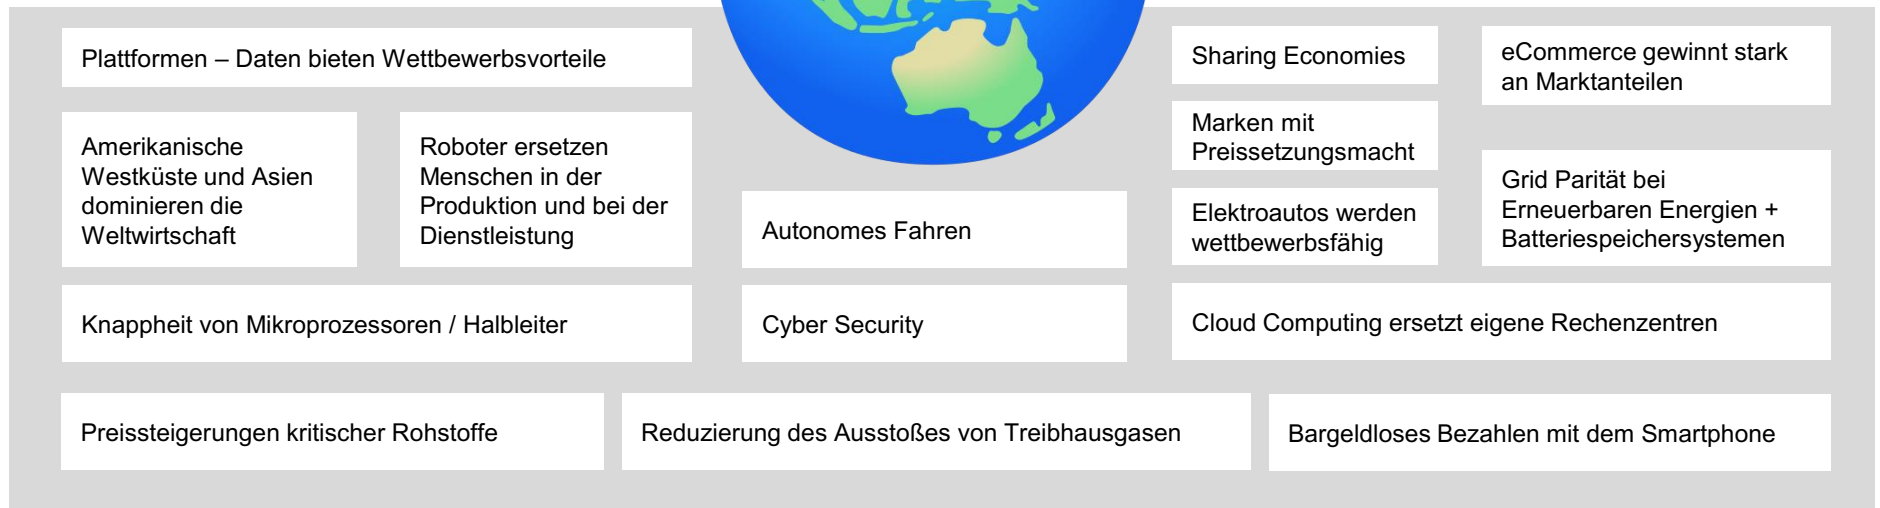 Plattformen – Daten bieten Wettbewerbsvorteile
Amerikanische
Westküste und Asien
dominieren die
Weltwirtschaft
Roboter ersetzen
Menschen in der
Produktion und bei der
Dienstleistung
Knappheit von Mikroprozessoren / Halbleiter
Autonomes Fahren
Cyber Security
Sharing Economies
Marken mit
Preissetzungsmacht
Elektroautos werden
wettbewerbsfähig
eCommerce gewinnt stark
an Marktanteilen
Grid Parität bei
Erneuerbaren Energien +
Batteriespeichersystemen
Cloud Computing ersetzt eigene Rechenzentren
Preissteigerungen kritischer Rohstoffe
Reduzierung des Ausstoßes von Treibhausgasen
Bargeldloses Bezahlen mit dem Smartphone